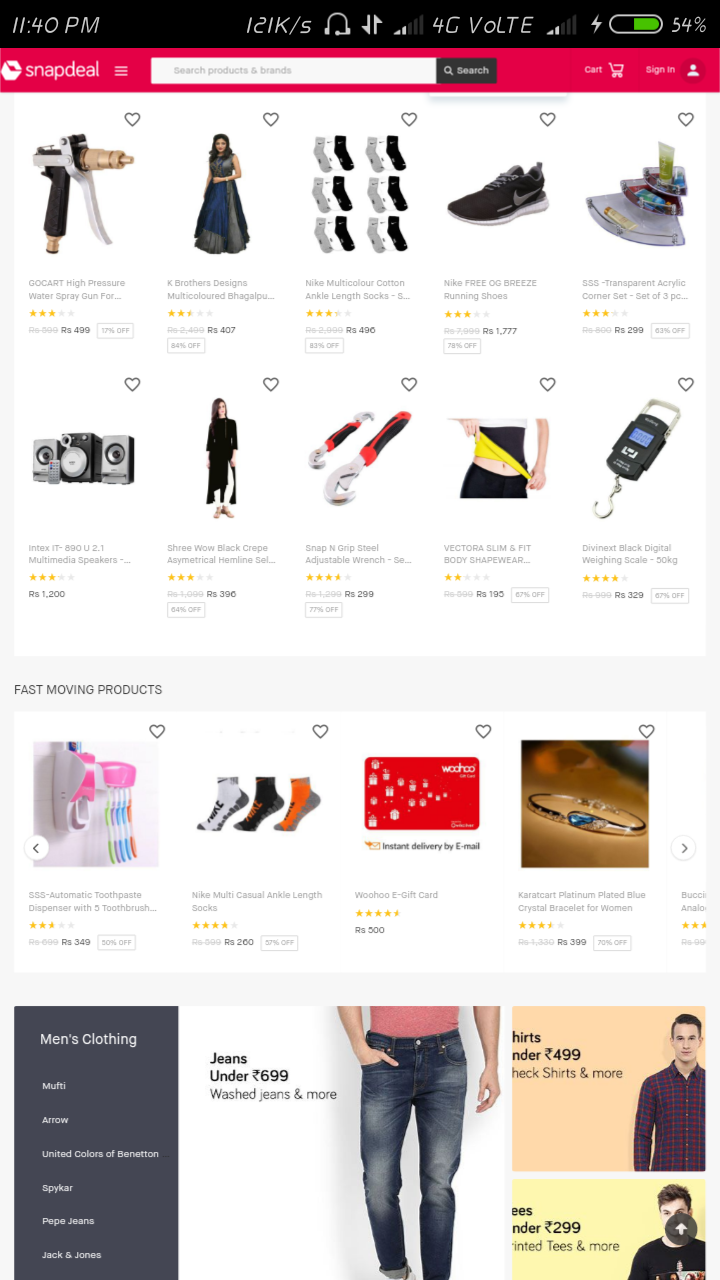 11:40 PM 121K/s 4G VoLTE 54%
snapdeal Search products & brands Search Cart Sign In
GOCART High Pressure
Water Spray Gun For...
Rs 599 Rs 499 17% OFF
K Brothers Designs
Multicoloured Bhagalpu...
Rs 2,499 Rs 407
84% OFF
Nike Multicolour Cotton
Ankle Length Socks - S...
Rs 2,999 Rs 496
83% OFF
Nike FREE OG BREEZE
Running Shoes
Rs 7,999 Rs 1,777
78% OFF
SSS -Transparent Acrylic
Corner Set - Set of 3 pc...
Rs 800 Rs 299 63% OFF
Intex IT- 890 U 2.1
Multimedia Speakers -...
Rs 1,200
Shree Wow Black Crepe
Asymetrical Hemline Sel...
Rs 1,099 Rs 396
64% OFF
Snap N Grip Steel
Adjustable Wrench - Se...
Rs 1,299 Rs 299
77% OFF
VECTORA SLIM & FIT
BODY SHAPEWEAR...
Rs 599 Rs 195 67% OFF
Divinext Black Digital
Weighing Scale - 50kg
Rs 999 Rs 329 67% OFF
FAST MOVING PRODUCTS
SSS-Automatic Toothpaste
Dispenser with 5 Toothbrush...
Rs 699 Rs 349 50% OFF
Nike Multi Casual Ankle Length
Socks
Rs 599 Rs 260 57% OFF
woohoo
Gift Card
Instant delivery by E-mail
Woohoo E-Gift Card
Rs 500
Karatcart Platinum Plated Blue
Crystal Bracelet for Women
Rs 1,330 Rs 399 70% OFF
Bucci
Analo
Rs 99
Men's Clothing
Mufti
Arrow
United Colors of Benetton
Spykar
Pepe Jeans
Jack & Jones
Jeans
Under ₹699
Washed jeans & more
hirts
nder ₹499
heck Shirts & more
ees
nder ₹299
rinted Tees & more